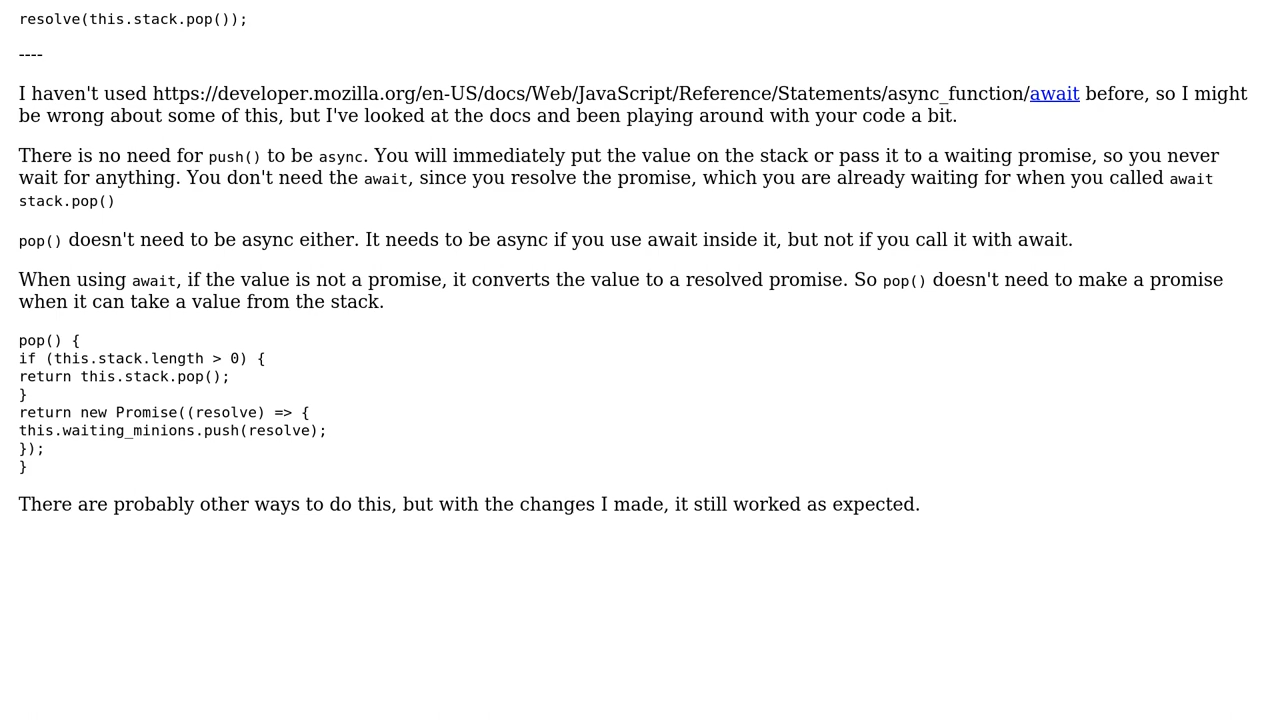 resolve(this.stack.pop());
----
I haven't used https://developer.mozilla.org/en-US/docs/Web/JavaScript/Reference/Statements/async_function/await before, so I might
be wrong about some of this, but I've looked at the docs and been playing around with your code a bit.
There is no need for push() to be async. You will immediately put the value on the stack or pass it to a waiting promise, so you never
wait for anything. You don't need the await, since you resolve the promise, which you are already waiting for when you called await
stack.pop()
pop() doesn't need to be async either. It needs to be async if you use await inside it, but not if you call it with await.
When using await, if the value is not a promise, it converts the value to a resolved promise. So pop() doesn't need to make a promise
when it can take a value from the stack.
pop() {
if (this.stack.length > 0) {
return this.stack.pop();
}
return new Promise((resolve) => {
this.waiting_minions.push(resolve);
});
}
There are probably other ways to do this, but with the changes I made, it still worked as expected.